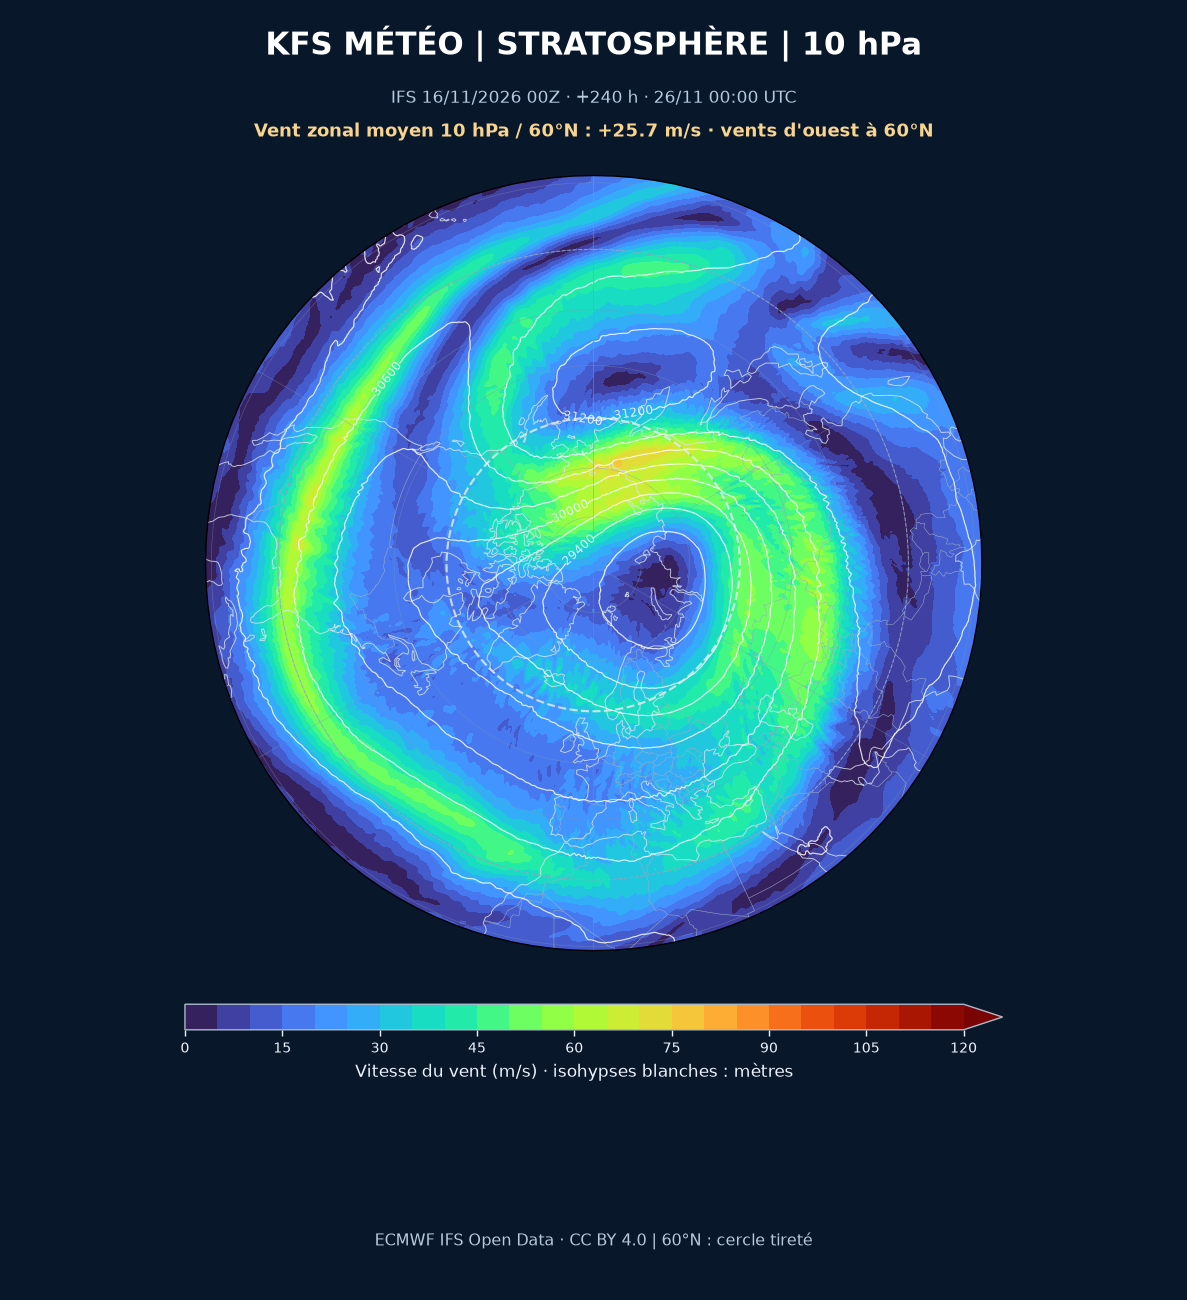 KFS MÉTÉO | STRATOSPHÈRE | 10 hPa
IFS 16/11/2026 00Z · +240 h · 26/11 00:00 UTC
Vent zonal moyen 10 hPa / 60°N : +25.7 m/s · vents d'ouest à 60°N
30600
31200 31200
30000
29400
0 15 30 45 60 75 90 105 120
Vitesse du vent (m/s) · isohypses blanches : mètres
ECMWF IFS Open Data · CC BY 4.0 | 60°N : cercle tireté